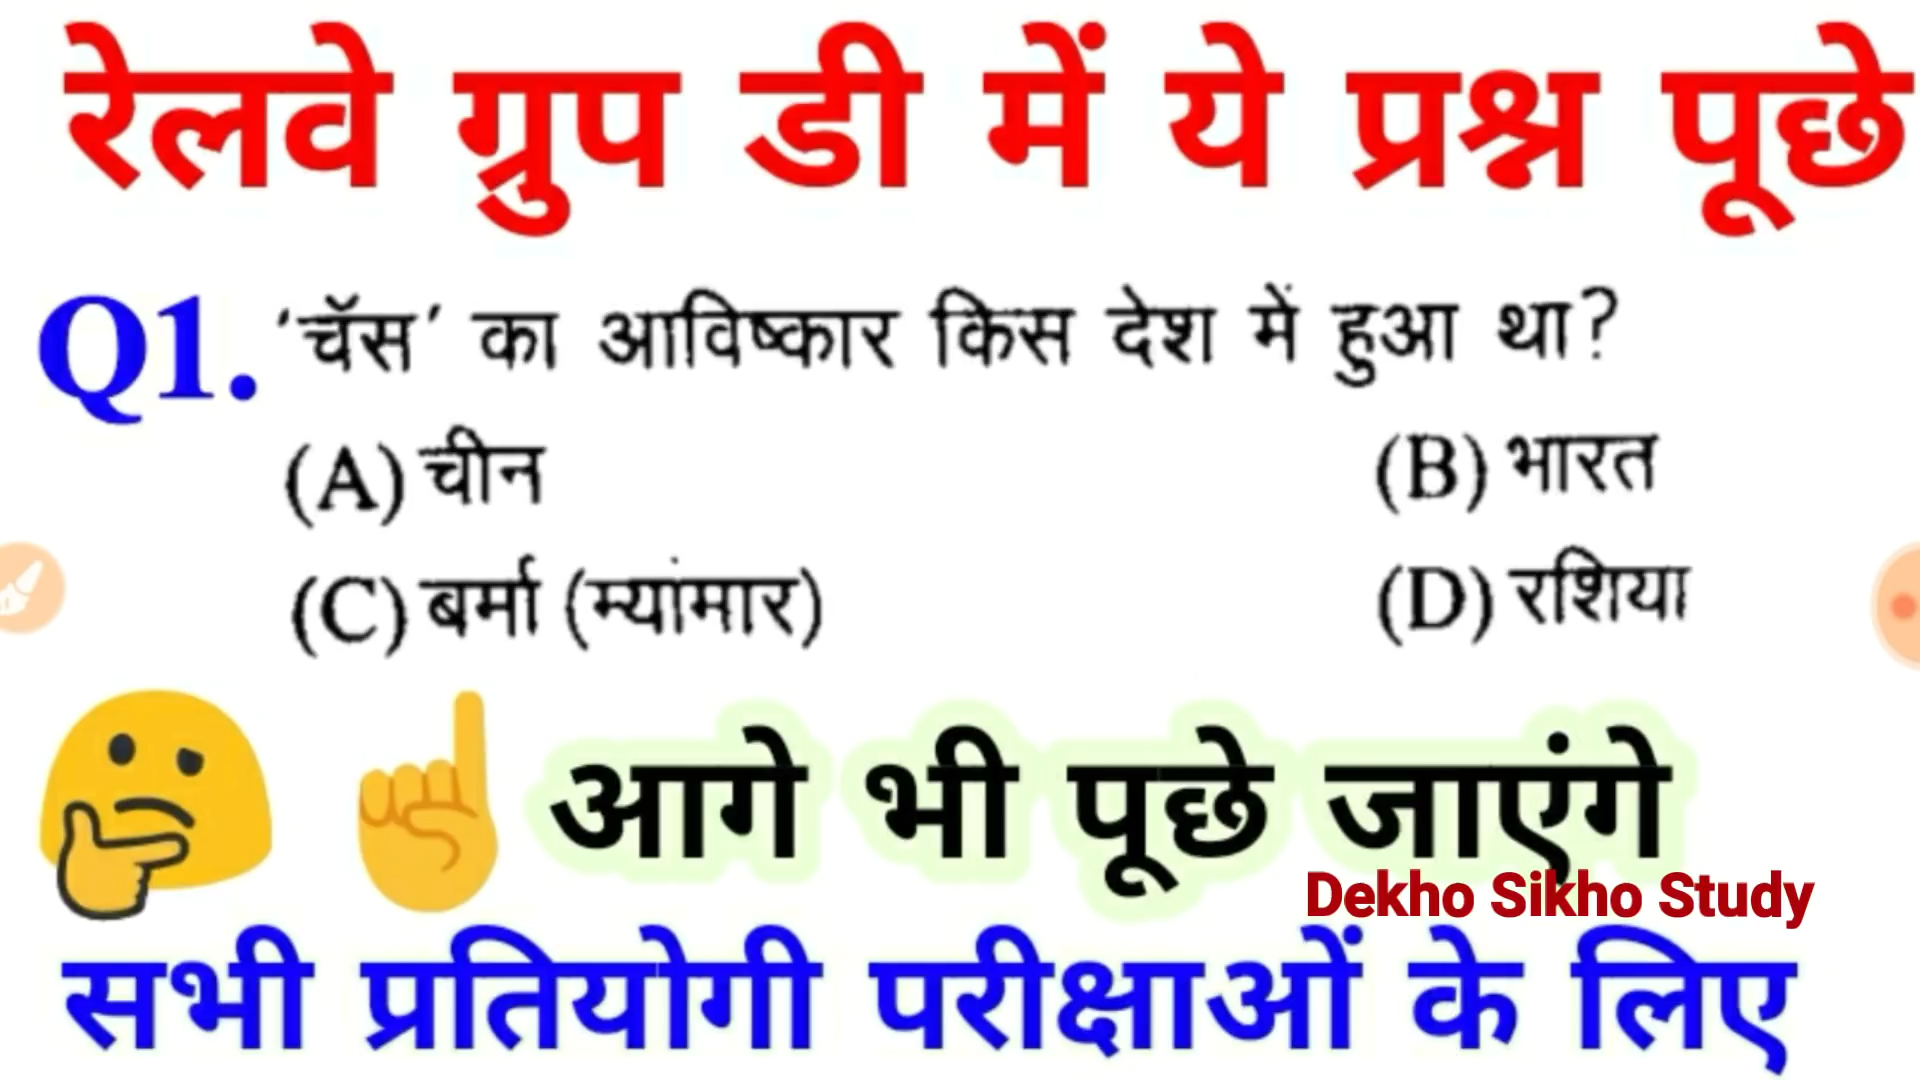 रेलवे ग्रुप डी में ये प्रश्न पूछे
Q1. ‘चॅस’ का आविष्कार किस देश में हुआ था?
(A) चीन (B) भारत
(C) बर्मा (म्यांमार) (D) रशिया
आगे भी पूछे जाएंगे
Dekho Sikho Study
सभी प्रतियोगी परीक्षाओं के लिए